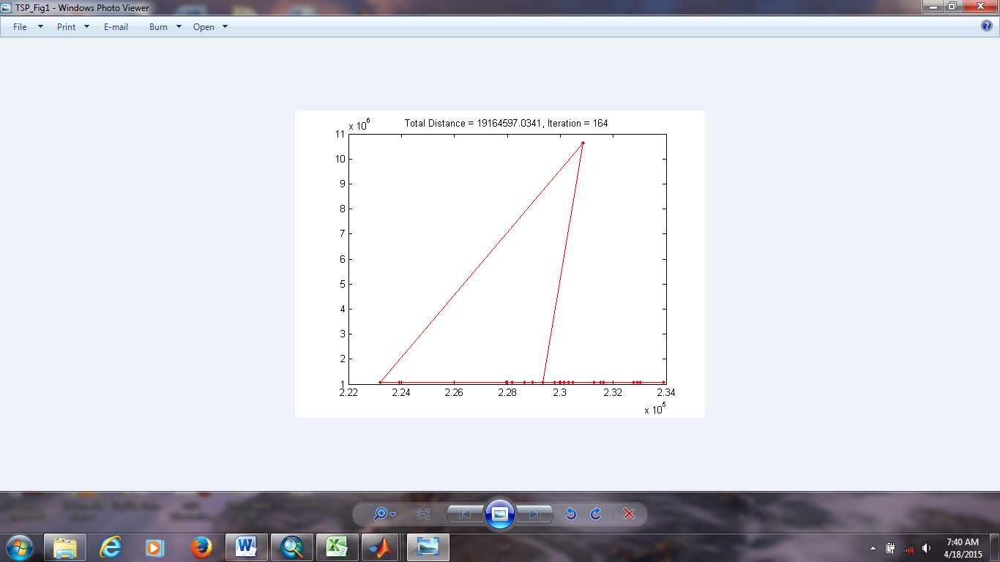 TSP_Fig1 - Windows Photo Viewer
File Print E-mail Burn Open
x 10^6
Total Distance = 19164597.0341, Iteration = 164
11
10
9
8
7
6
5
4
3
2
1
2.22 2.24 2.26 2.28 2.3 2.32 2.34
x 10^5
7:40 AM
4/18/2015